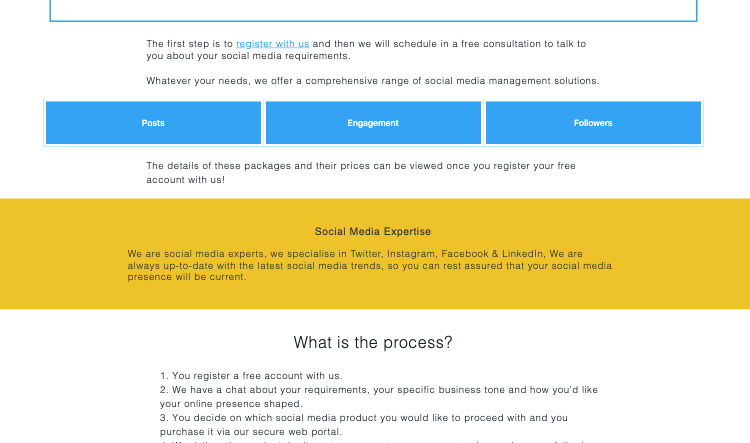 The first step is to register with us and then we will schedule in a free consultation to talk to
you about your social media requirements.
Whatever your needs, we offer a comprehensive range of social media management solutions.
Posts
Engagement
Followers
The details of these packages and their prices can be viewed once you register your free
account with us!
Social Media Expertise
We are social media experts, we specialise in Twitter, Instagram, Facebook & LinkedIn, We are
always up-to-date with the latest social media trends, so you can rest assured that your social media
presence will be current.
What is the process?
1. You register a free account with us.
2. We have a chat about your requirements, your specific business tone and how you'd like
your online presence shaped.
3. You decide on which social media product you would like to proceed with and you
purchase it via our secure web portal.